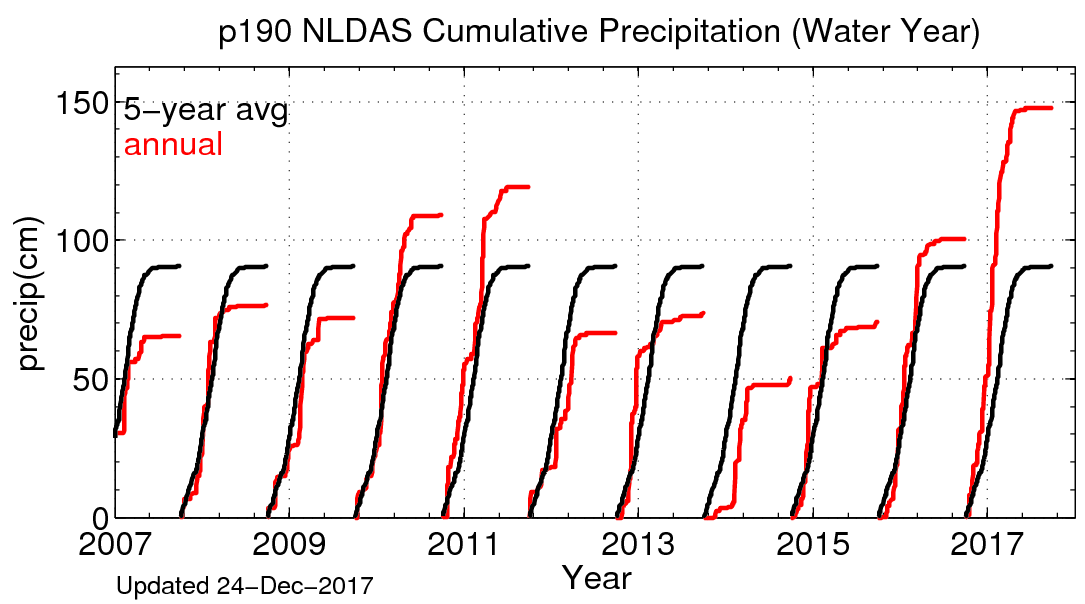 p190 NLDAS Cumulative Precipitation (Water Year)
150
5−year avg
annual
100
precip(cm)
50
0
2007 2009 2011 2013 2015 2017
Year
Updated 24−Dec−2017